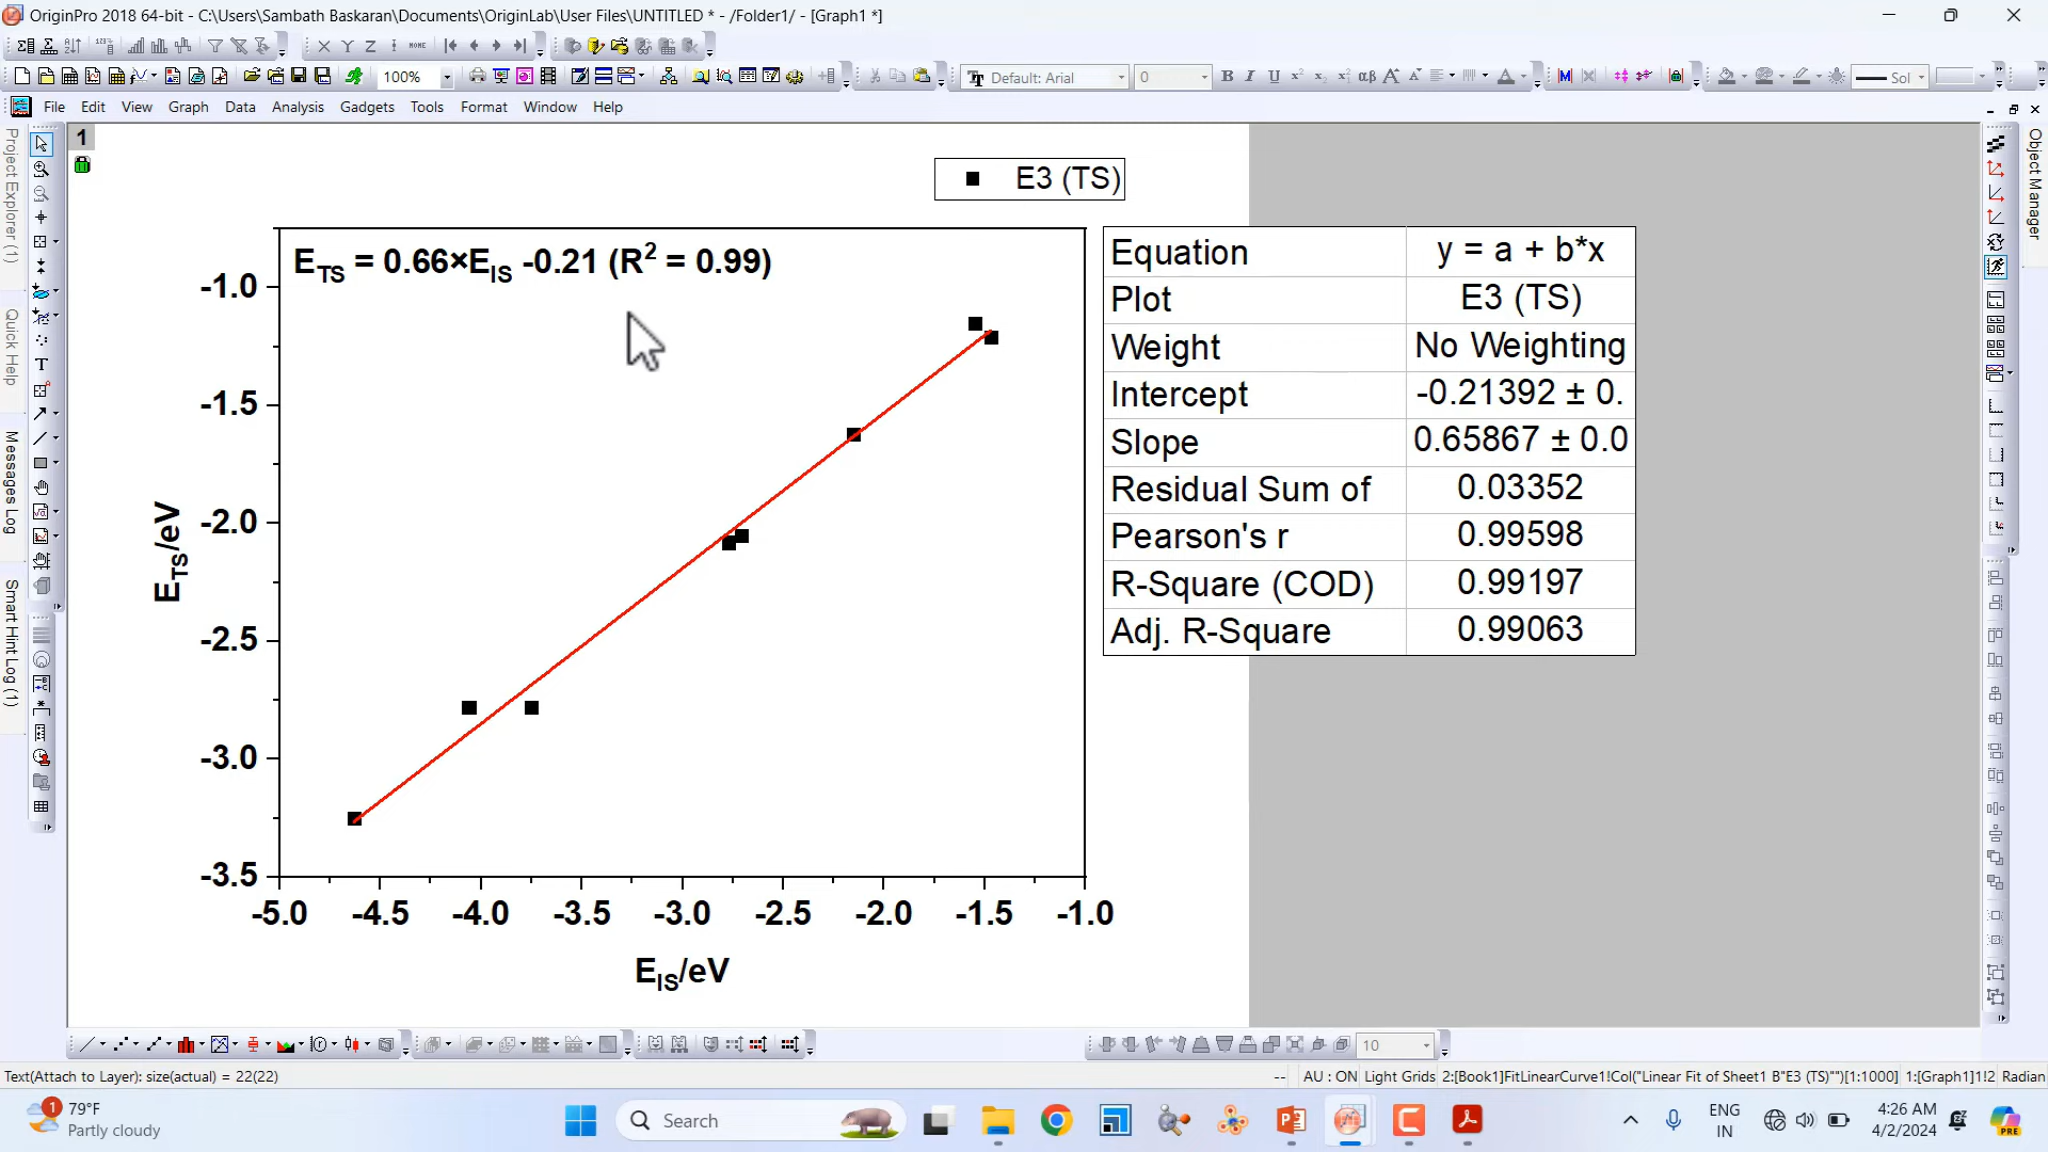 OriginPro 2018 64-bit - C:\Users\Sambath Baskaran\Documents\OriginLab\User Files\UNTITLED * - /Folder1/ - [Graph1 *]
100%
Default: Arial
0
B I U
Sol
File Edit View Graph Data Analysis Gadgets Tools Format Window Help
Project Explorer (1)
Quick Help
Messages Log
Smart Hint Log (1)
Object Manager
1
E3 (TS)
ETS = 0.66×EIS -0.21 (R2 = 0.99)
-1.0
-1.5
-2.0
-2.5
-3.0
-3.5
ETS/eV
-5.0 -4.5 -4.0 -3.5 -3.0 -2.5 -2.0 -1.5 -1.0
EIS/eV
Equation y = a + b*x
Plot E3 (TS)
Weight No Weighting
Intercept -0.21392 ± 0.
Slope 0.65867 ± 0.0
Residual Sum of 0.03352
Pearson's r 0.99598
R-Square (COD) 0.99197
Adj. R-Square 0.99063
10
Text(Attach to Layer): size(actual) = 22(22)
-- AU : ON Light Grids 2:[Book1]FitLinearCurve1!Col("Linear Fit of Sheet1 B"E3 (TS)"")[1:1000] 1:[Graph1]1!2 Radian
1
79°F
Partly cloudy
Search
ENG
IN
4:26 AM
4/2/2024
PRE